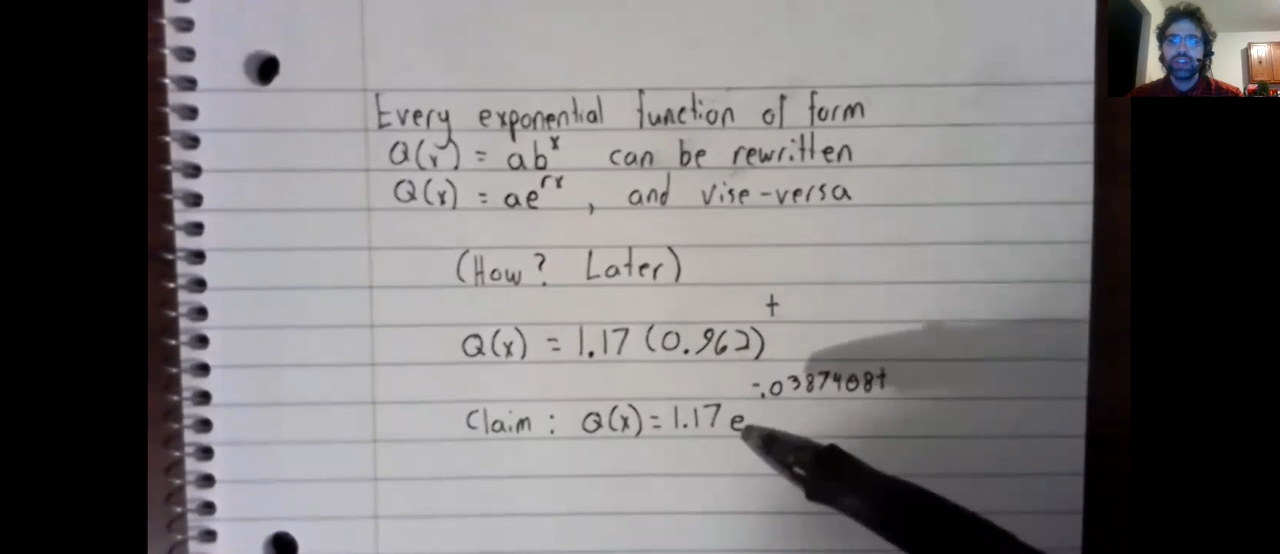 Every exponential function of form
Q(x) = ab^x can be rewritten
Q(x) = ae^rx , and vise-versa
(How? Later)
Q(x) = 1.17 (0.962)^t
Claim : Q(x) = 1.17 e^-.0387408t